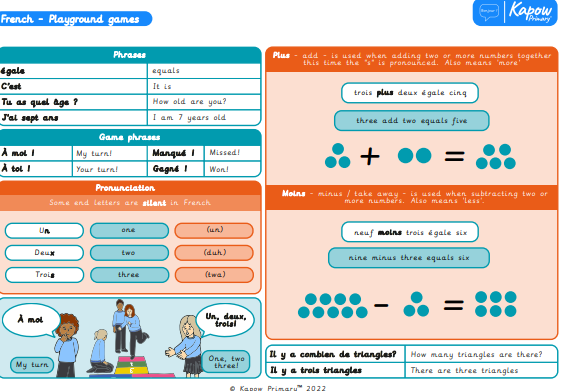 French - Playground games
Bonjour !
Kapow
Primary™
Phrases
égale equals
C'est It is
Tu as quel âge ? How old are you?
J'ai sept ans I am 7 years old
Game phrases
À moi ! My turn! Manqué ! Missed!
À toi ! Your turn! Gagné ! Won!
Pronunciation
Some end letters are silent in French
Un one (un)
Deux two (duh)
Trois three (twa)
À moi
My turn
Un, deux,
trois!
One, two
three!
Plus - add - is used when adding two or more numbers together
this time the "s" is pronounced. Also means 'more'
trois plus deux égale cinq
three add two equals five
+ =
Moins - minus / take away - is used when subtracting two or
more numbers. Also means 'less'.
neuf moins trois égale six
nine minus three equals six
- =
Il y a combien de triangles? How many triangles are there?
Il y a trois triangles There are three triangles
© Kapow Primary™ 2022